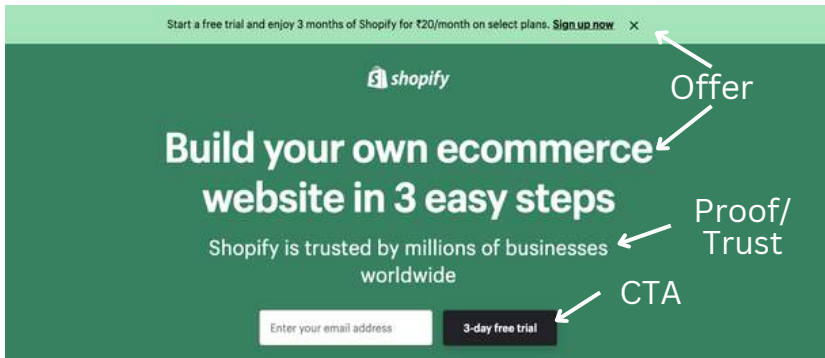 Start a free trial and enjoy 3 months of Shopify for ₹20/month on select plans. Sign up now X
Offer
shopify
Build your own ecommerce
website in 3 easy steps
Proof/
Trust
Shopify is trusted by millions of businesses
worldwide
CTA
Enter your email address
3-day free trial